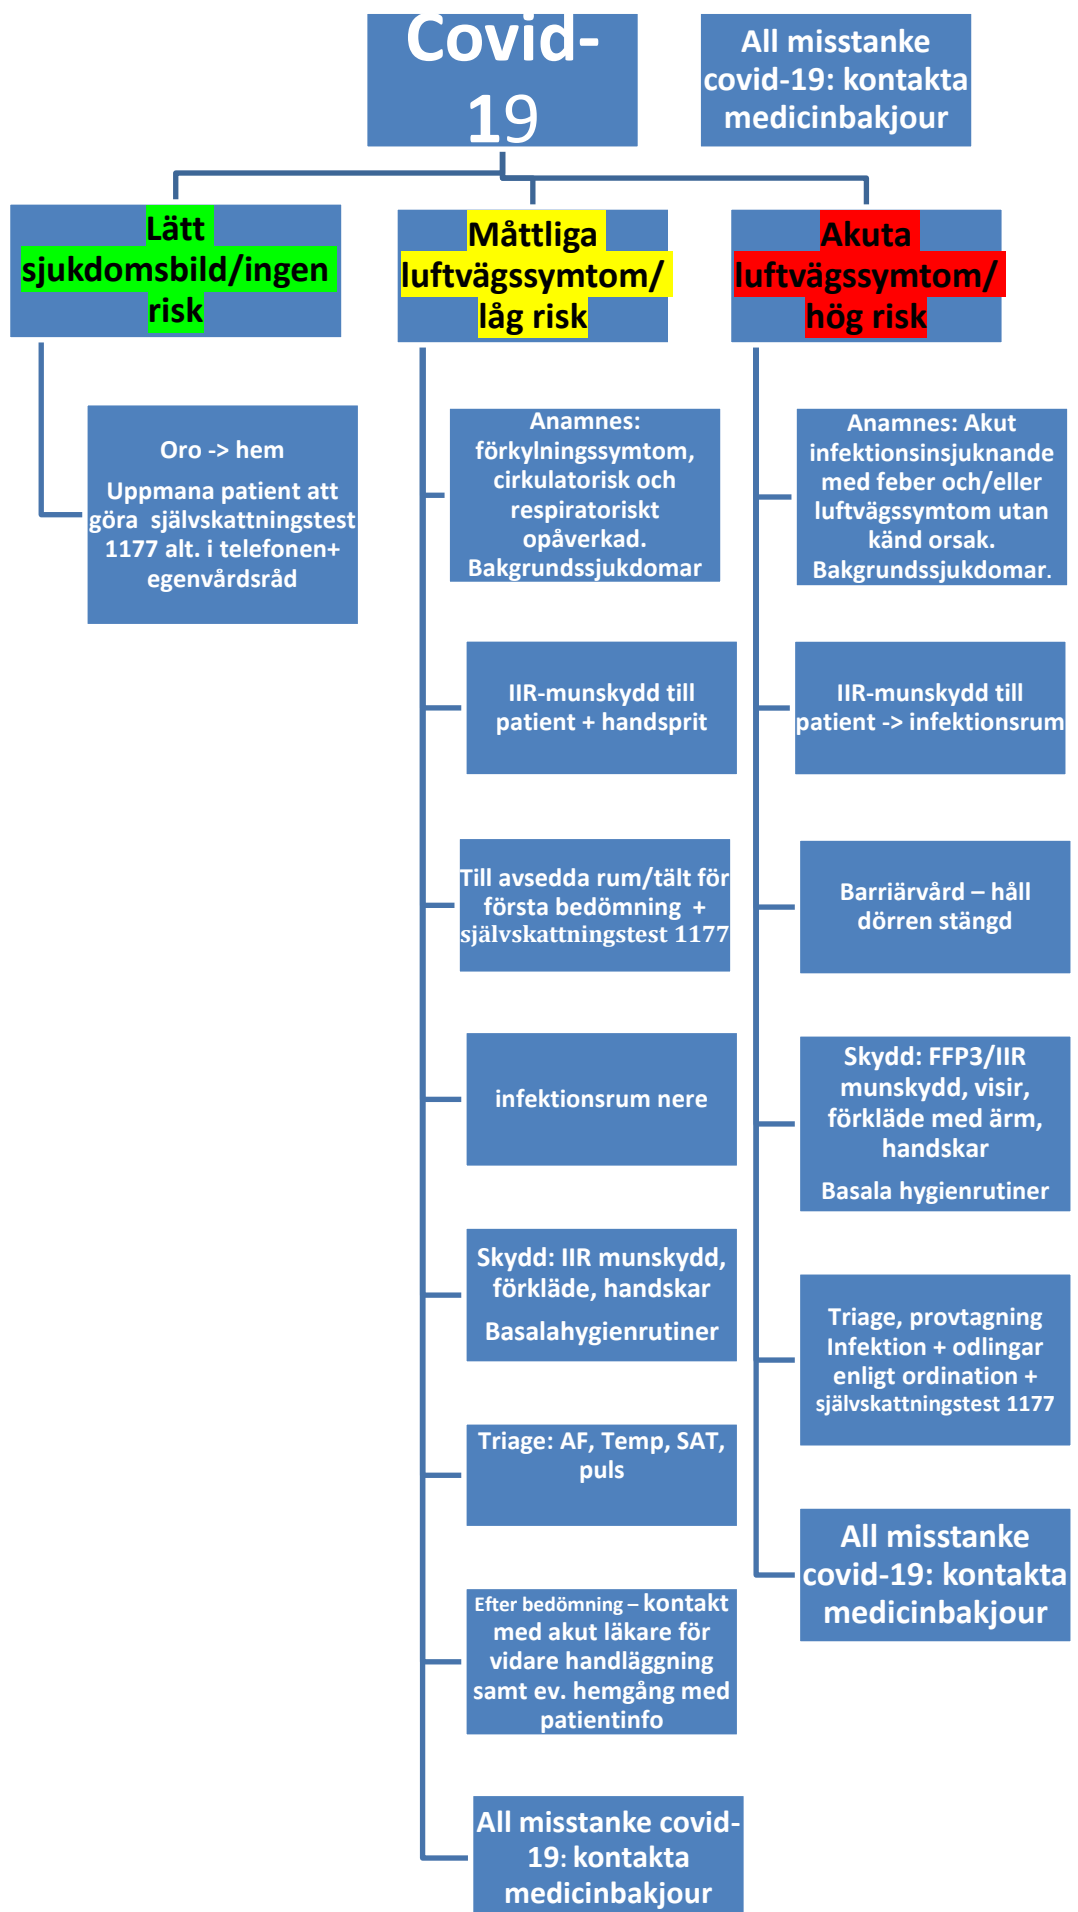 Covid-
19
All misstanke
covid-19: kontakta
medicinbakjour
Lätt
sjukdomsbild/ingen
risk
Oro -> hem
Uppmana patient att
göra självskattningstest
1177 alt. i telefonen+
egenvårdsråd
Måttliga
luftvägssymtom/
låg risk
Anamnes:
förkylningssymtom,
cirkulatorisk och
respiratoriskt
opåverkad.
Bakgrundssjukdomar
IIR-munskydd till
patient + handsprit
Till avsedda rum/tält för
första bedömning +
självskattningstest 1177
infektionsrum nere
Skydd: IIR munskydd,
förkläde, handskar
Basalahygienrutiner
Triage: AF, Temp, SAT,
puls
Efter bedömning – kontakt
med akut läkare för
vidare handläggning
samt ev. hemgång med
patientinfo
All misstanke covid-
19: kontakta
medicinbakjour
Akuta
luftvägssymtom/
hög risk
Anamnes: Akut
infektionsinsjuknande
med feber och/eller
luftvägssymtom utan
känd orsak.
Bakgrundssjukdomar.
IIR-munskydd till
patient -> infektionsrum
Barriärvård – håll
dörren stängd
Skydd: FFP3/IIR
munskydd, visir,
förkläde med ärm,
handskar
Basala hygienrutiner
Triage, provtagning
Infektion + odlingar
enligt ordination +
självskattningstest 1177
All misstanke
covid-19: kontakta
medicinbakjour